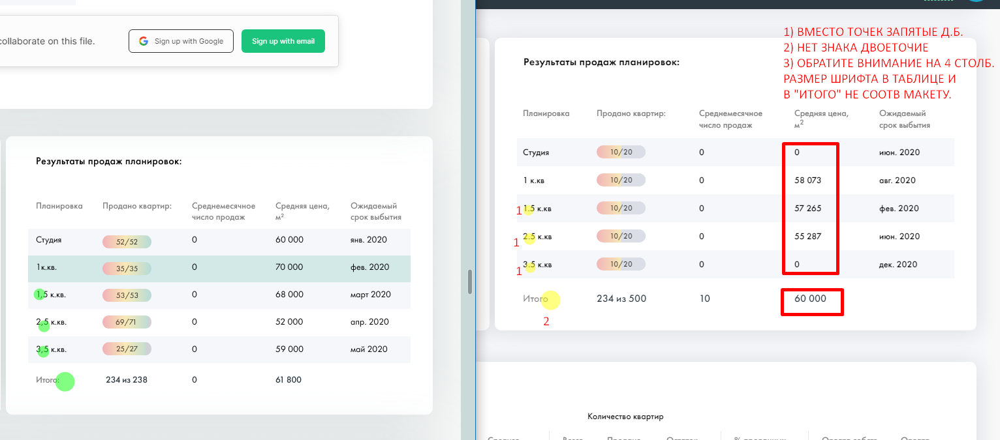 collaborate on this file.
Sign up with Google
Sign up with email
Результаты продаж планировок:
Планировка Продано квартир: Среднемесячное число продаж Средняя цена, м² Ожидаемый срок выбытия
Студия 52/52 0 60 000 янв. 2020
1к.кв. 35/35 0 70 000 фев. 2020
1,5 к.кв. 53/53 0 68 000 март 2020
2,5 к.кв. 69/71 0 52 000 апр. 2020
3,5 к.кв. 25/27 0 59 000 май 2020
Итого: 234 из 238 0 61 800
1) ВМЕСТО ТОЧЕК ЗАПЯТЫЕ Д.Б.
2) НЕТ ЗНАКА ДВОЕТОЧИЕ
3) ОБРАТИТЕ ВНИМАНИЕ НА 4 СТОЛБ.
РАЗМЕР ШРИФТА В ТАБЛИЦЕ И
В "ИТОГО" НЕ СООТВ МАКЕТУ.
Результаты продаж планировок:
Планировка Продано квартир: Среднемесячное число продаж Средняя цена, м² Ожидаемый срок выбытия
Студия 10/20 0 0 июн. 2020
1 к.кв 10/20 0 58 073 авг. 2020
1 1.5 к.кв 10/20 0 57 265 фев. 2020
1 2.5 к.кв 10/20 0 55 287 июн. 2020
1 3.5 к.кв 10/20 0 0 дек. 2020
Итого 234 из 500 10 60 000
2
Количество квартир